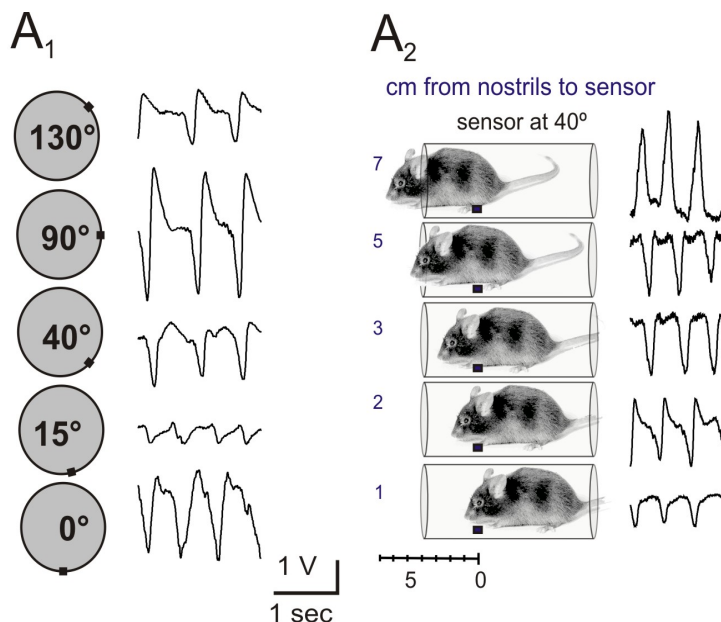 A1
130°
90°
40°
15°
0°
1 V
1 sec
A2
cm from nostrils to sensor
sensor at 40º
7
5
3
2
1
5 0